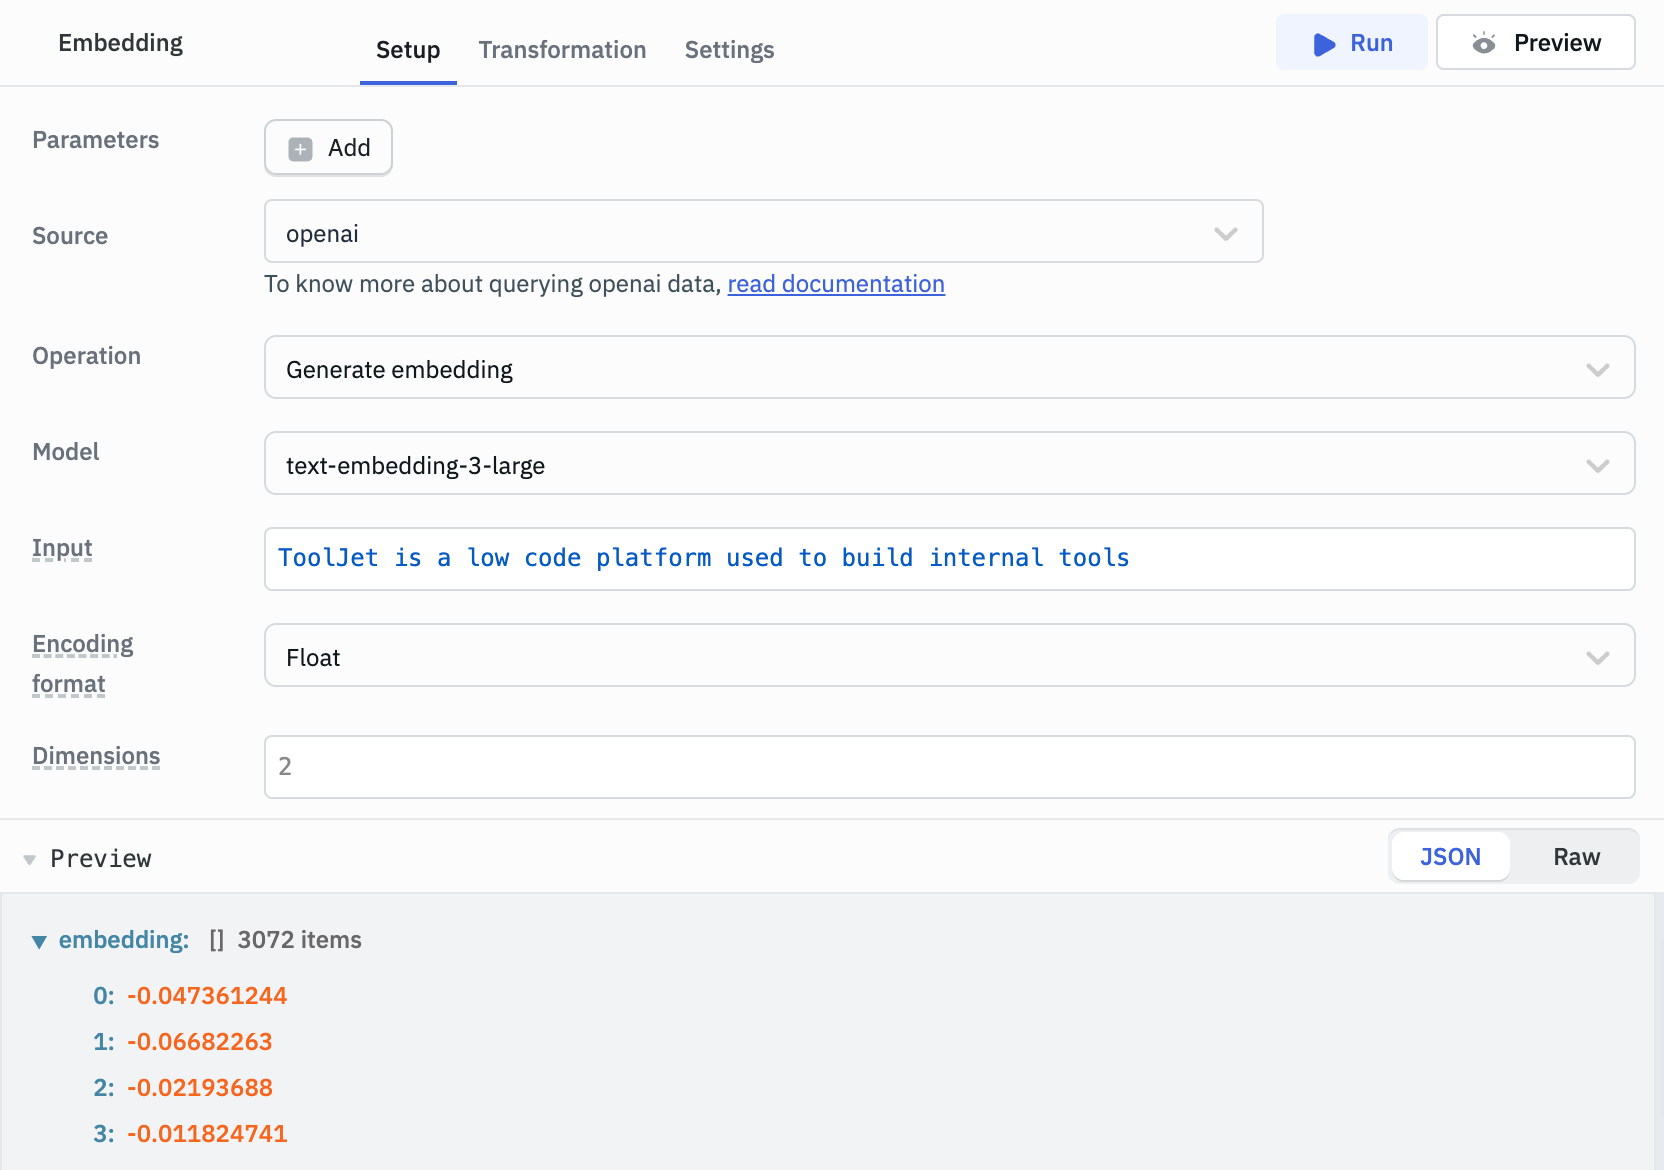 Embedding
Setup Transformation Settings
Run Preview
Parameters
Add
Source
openai
To know more about querying openai data, read documentation
Operation
Generate embedding
Model
text-embedding-3-large
Input
ToolJet is a low code platform used to build internal tools
Encoding
format
Float
Dimensions
2
Preview
JSON Raw
embedding: [] 3072 items
0: -0.047361244
1: -0.06682263
2: -0.02193688
3: -0.011824741